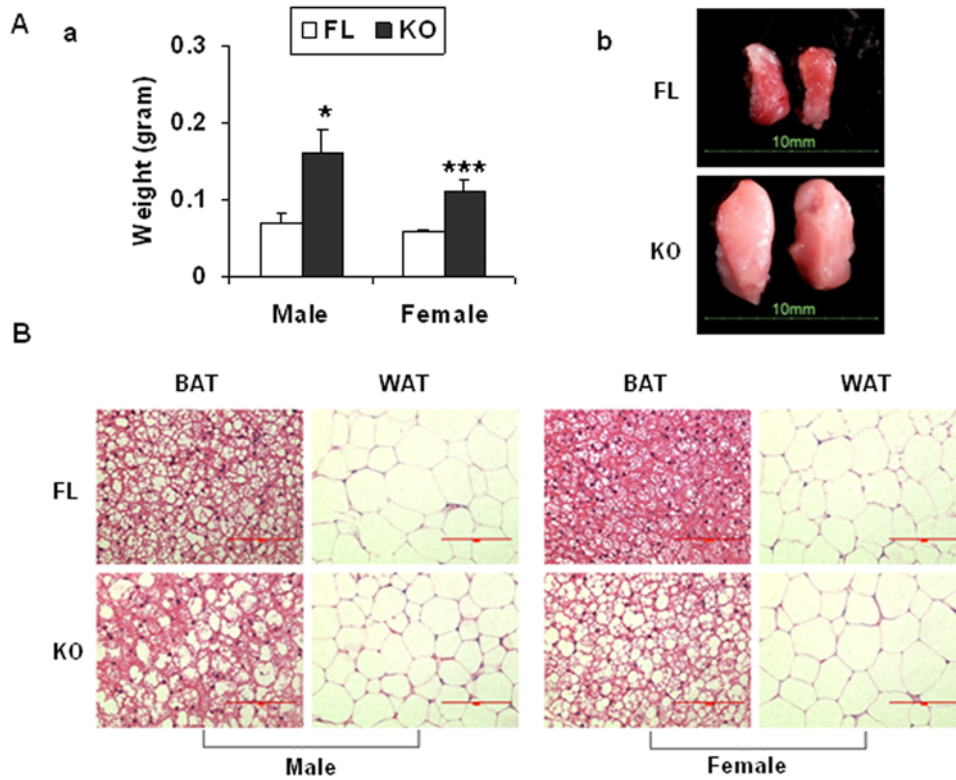 A
a
FL KO
b
0.3
0.2
0.1
0
Weight (gram)
*
***
Male Female
FL
10mm
KO
10mm
B
BAT WAT BAT WAT
FL
KO
Male Female